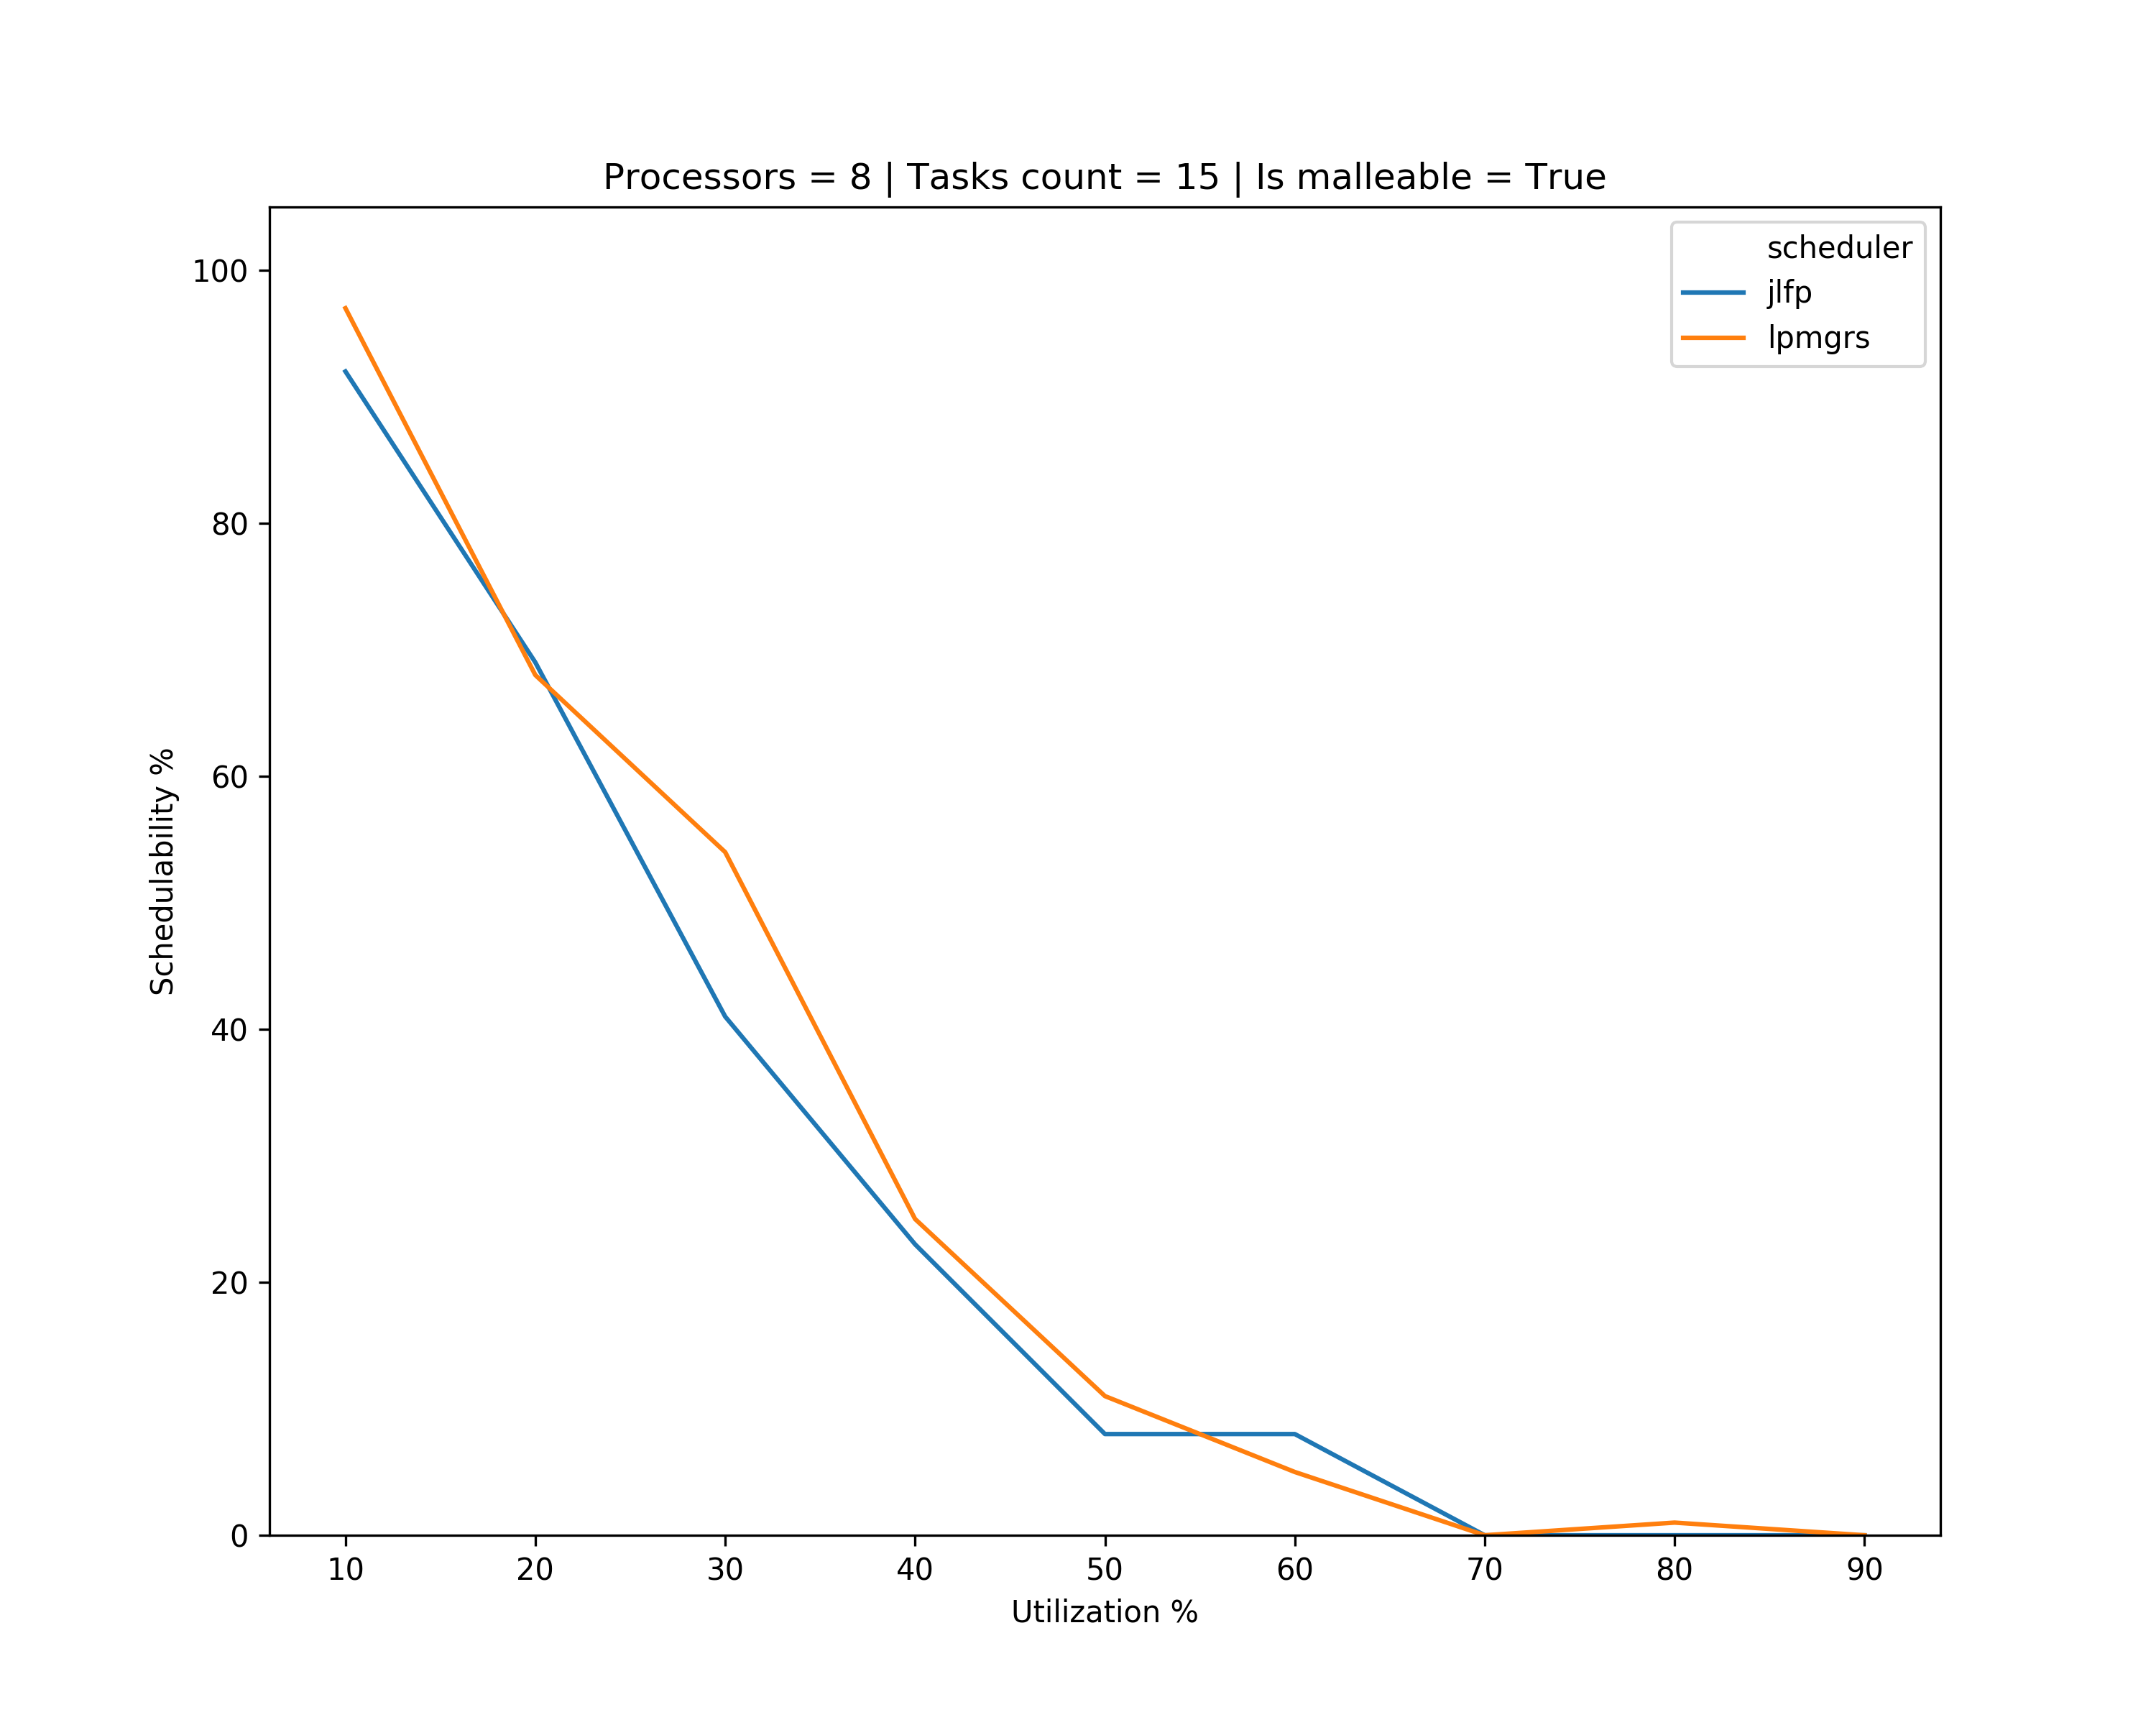 Processors = 8 | Tasks count = 15 | Is malleable = True
scheduler
jlfp
lpmgrs
Schedulability %
100
80
60
40
20
0
10 20 30 40 50 60 70 80 90
Utilization %